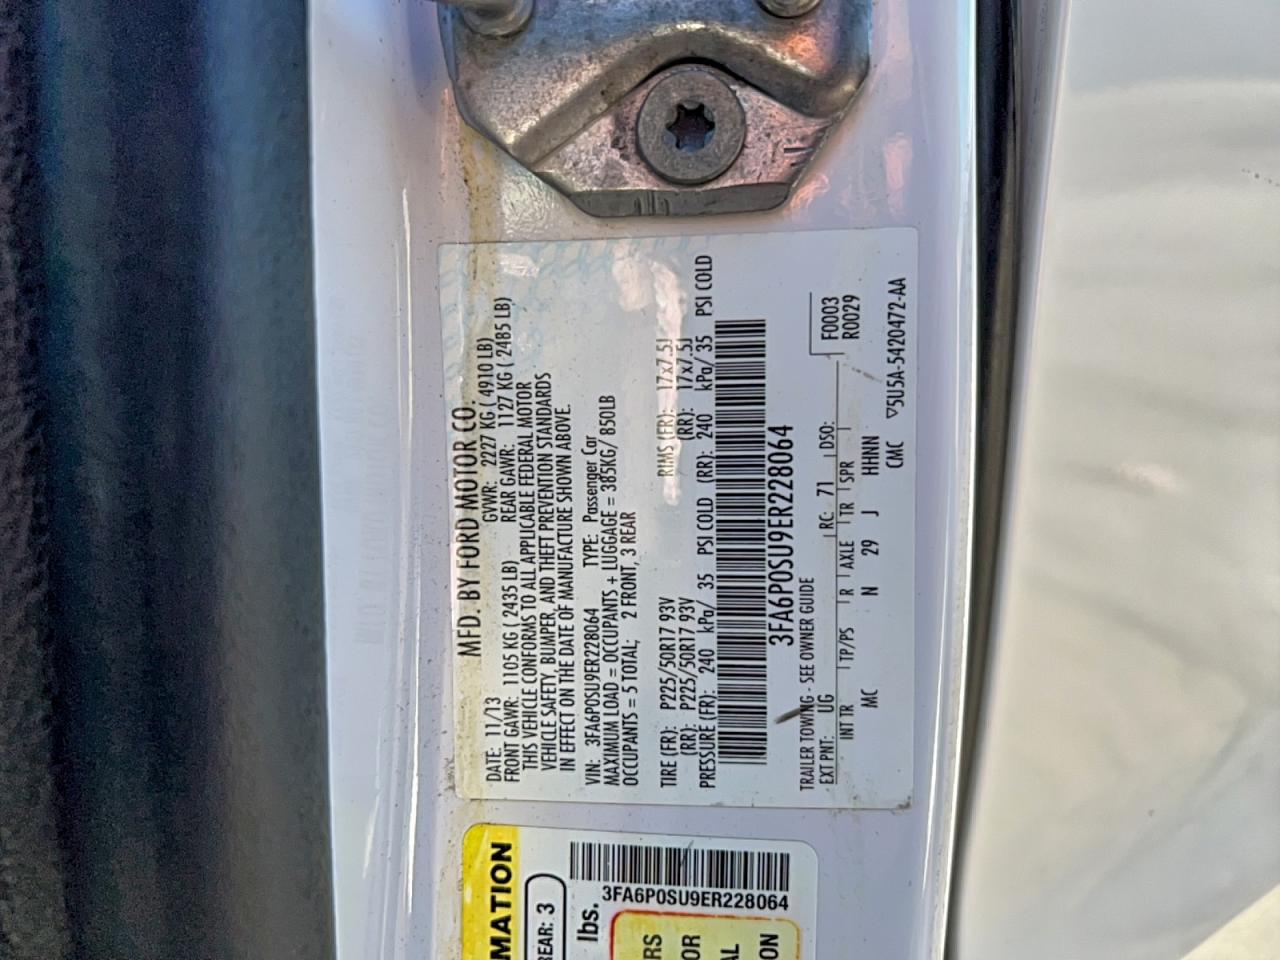 MFD. BY FORD MOTOR CO.
DATE: 11/13 GVWR: 2227 KG ( 4910 LB)
FRONT GAWR: 1105 KG ( 2435 LB) REAR GAWR: 1127 KG ( 2485 LB)
THIS VEHICLE CONFORMS TO ALL APPLICABLE FEDERAL MOTOR
VEHICLE SAFETY, BUMPER, AND THEFT PREVENTION STANDARDS
IN EFFECT ON THE DATE OF MANUFACTURE SHOWN ABOVE.
VIN: 3FA6P0SU9ER228064 TYPE: Passenger Car
MAXIMUM LOAD = OCCUPANTS + LUGGAGE = 385KG/ 850LB
OCCUPANTS = 5 TOTAL; 2 FRONT, 3 REAR
TIRE (FR): P225/50R17 93V RIMS (FR): 17x7.5J
(RR): P225/50R17 93V (RR): 17x7.5J
PRESSURE (FR): 240 kPa/ 35 PSI COLD (RR): 240 kPa/ 35 PSI COLD
3FA6P0SU9ER228064
TRAILER TOWING - SEE OWNER GUIDE F0003
EXT PNT: UG RC: 71 DSO: R0029
INT TR TP/PS R AXLE TR SPR
MC N 29 J HHNN
CMC ▽5U5A-5420472-AA
MATION
REAR: 3
lbs.
3FA6P0SU9ER228064
RS
OR
AL
ON